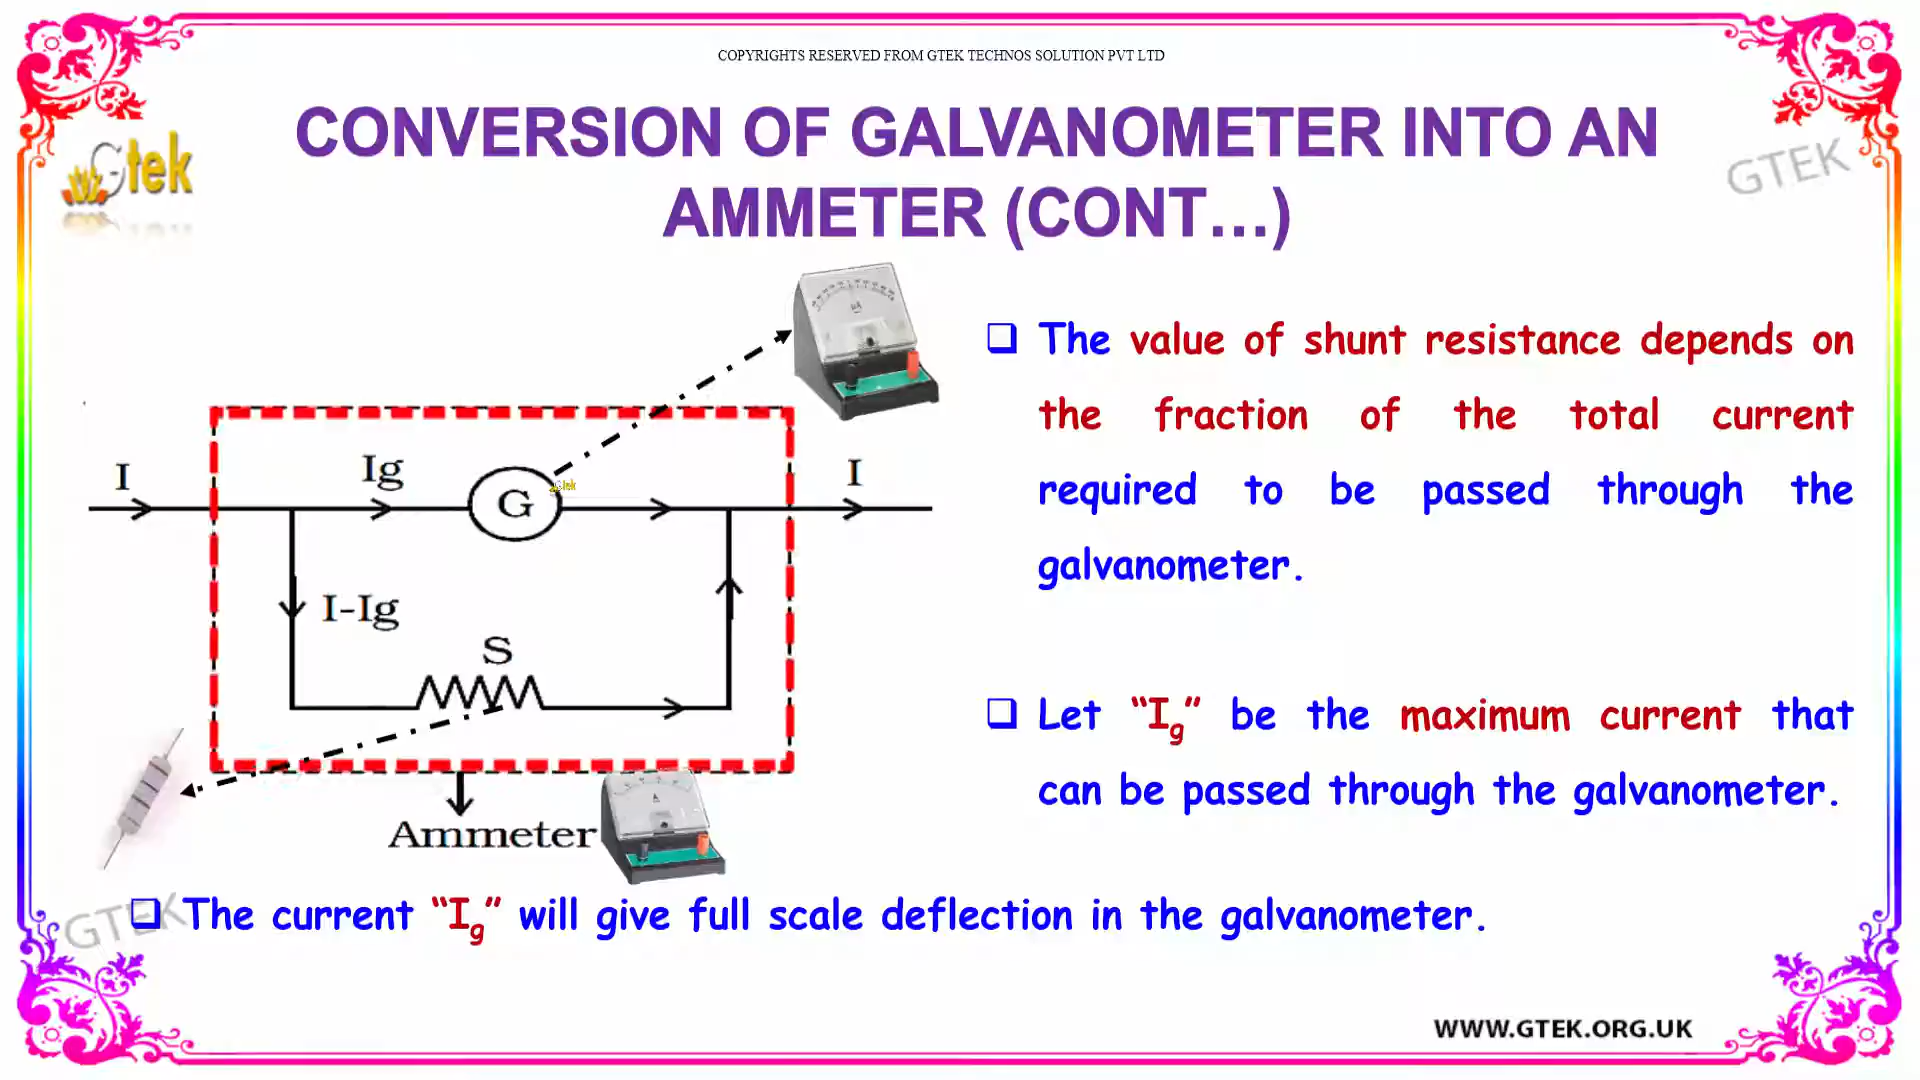 COPYRIGHTS RESERVED FROM GTEK TECHNOS SOLUTION PVT LTD
CONVERSION OF GALVANOMETER INTO AN
AMMETER (CONT...)
Gtek
GTEK
❑ The value of shunt resistance depends on
the fraction of the total current
required to be passed through the
galvanometer.
❑ Let “Ig” be the maximum current that
can be passed through the galvanometer.
I
Ig
G
Gtek
I
I-Ig
S
Ammeter
A
GTEK
❑ The current “Ig” will give full scale deflection in the galvanometer.
WWW.GTEK.ORG.UK